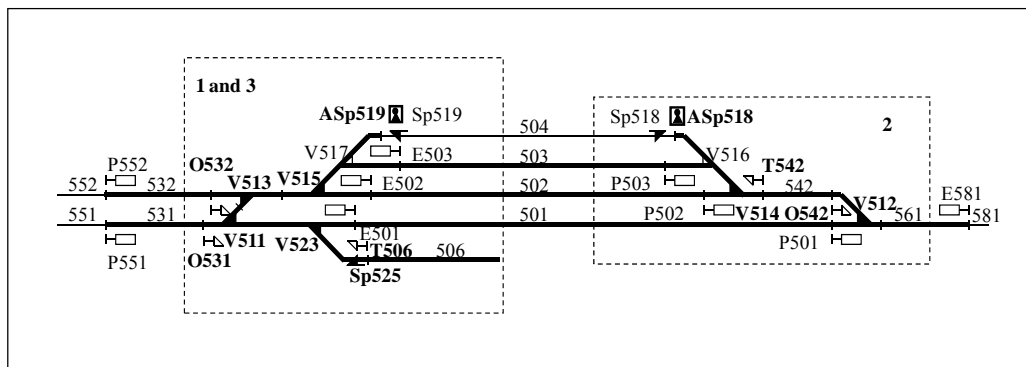 1 and 3
ASp519 Sp519
504
Sp518 ASp518
2
V517
E503
503
V516
P552
O532
V513
V515
E502
P503
T542
552 532
502
542
V512
E581
551 531
501
P502
V514 O542
561
581
V511
V523
E501
P501
P551
O531
T506
506
Sp525